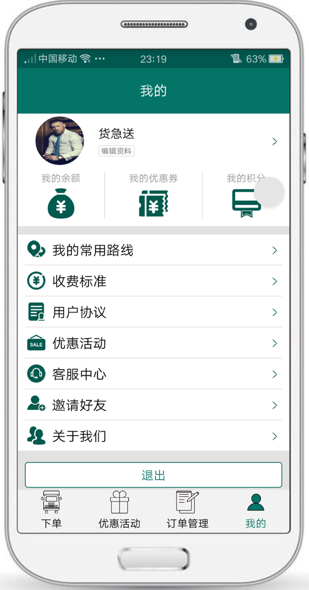 中国移动 23:19 63%
我的
货急送
编辑资料
我的余额 我的优惠券 我的积分
我的常用路线
收费标准
用户协议
SALE 优惠活动
客服中心
邀请好友
关于我们
退出
下单 优惠活动 订单管理 我的